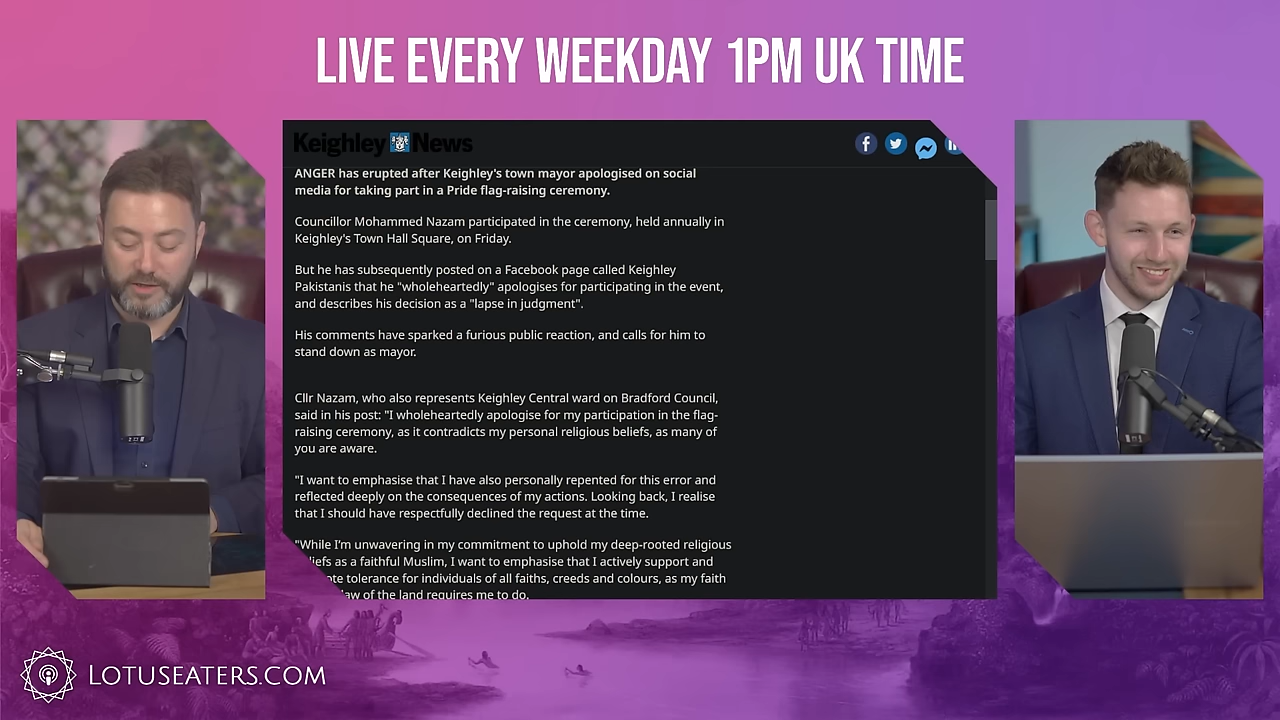 LIVE EVERY WEEKDAY 1PM UK TIME
Keighley News
ANGER has erupted after Keighley's town mayor apologised on social
media for taking part in a Pride flag-raising ceremony.
Councillor Mohammed Nazam participated in the ceremony, held annually in
Keighley's Town Hall Square, on Friday.
But he has subsequently posted on a Facebook page called Keighley
Pakistanis that he "wholeheartedly" apologises for participating in the event,
and describes his decision as a "lapse in judgment".
His comments have sparked a furious public reaction, and calls for him to
stand down as mayor.
Cllr Nazam, who also represents Keighley Central ward on Bradford Council,
said in his post: "I wholeheartedly apologise for my participation in the flag-
raising ceremony, as it contradicts my personal religious beliefs, as many of
you are aware.
"I want to emphasise that I have also personally repented for this error and
reflected deeply on the consequences of my actions. Looking back, I realise
that I should have respectfully declined the request at the time.
"While I'm unwavering in my commitment to uphold my deep-rooted religious
as a faithful Muslim, I want to emphasise that I actively support and
tolerance for individuals of all faiths, creeds and colours, as my faith
law of the land requires me to do.
LOTUSEATERS.COM